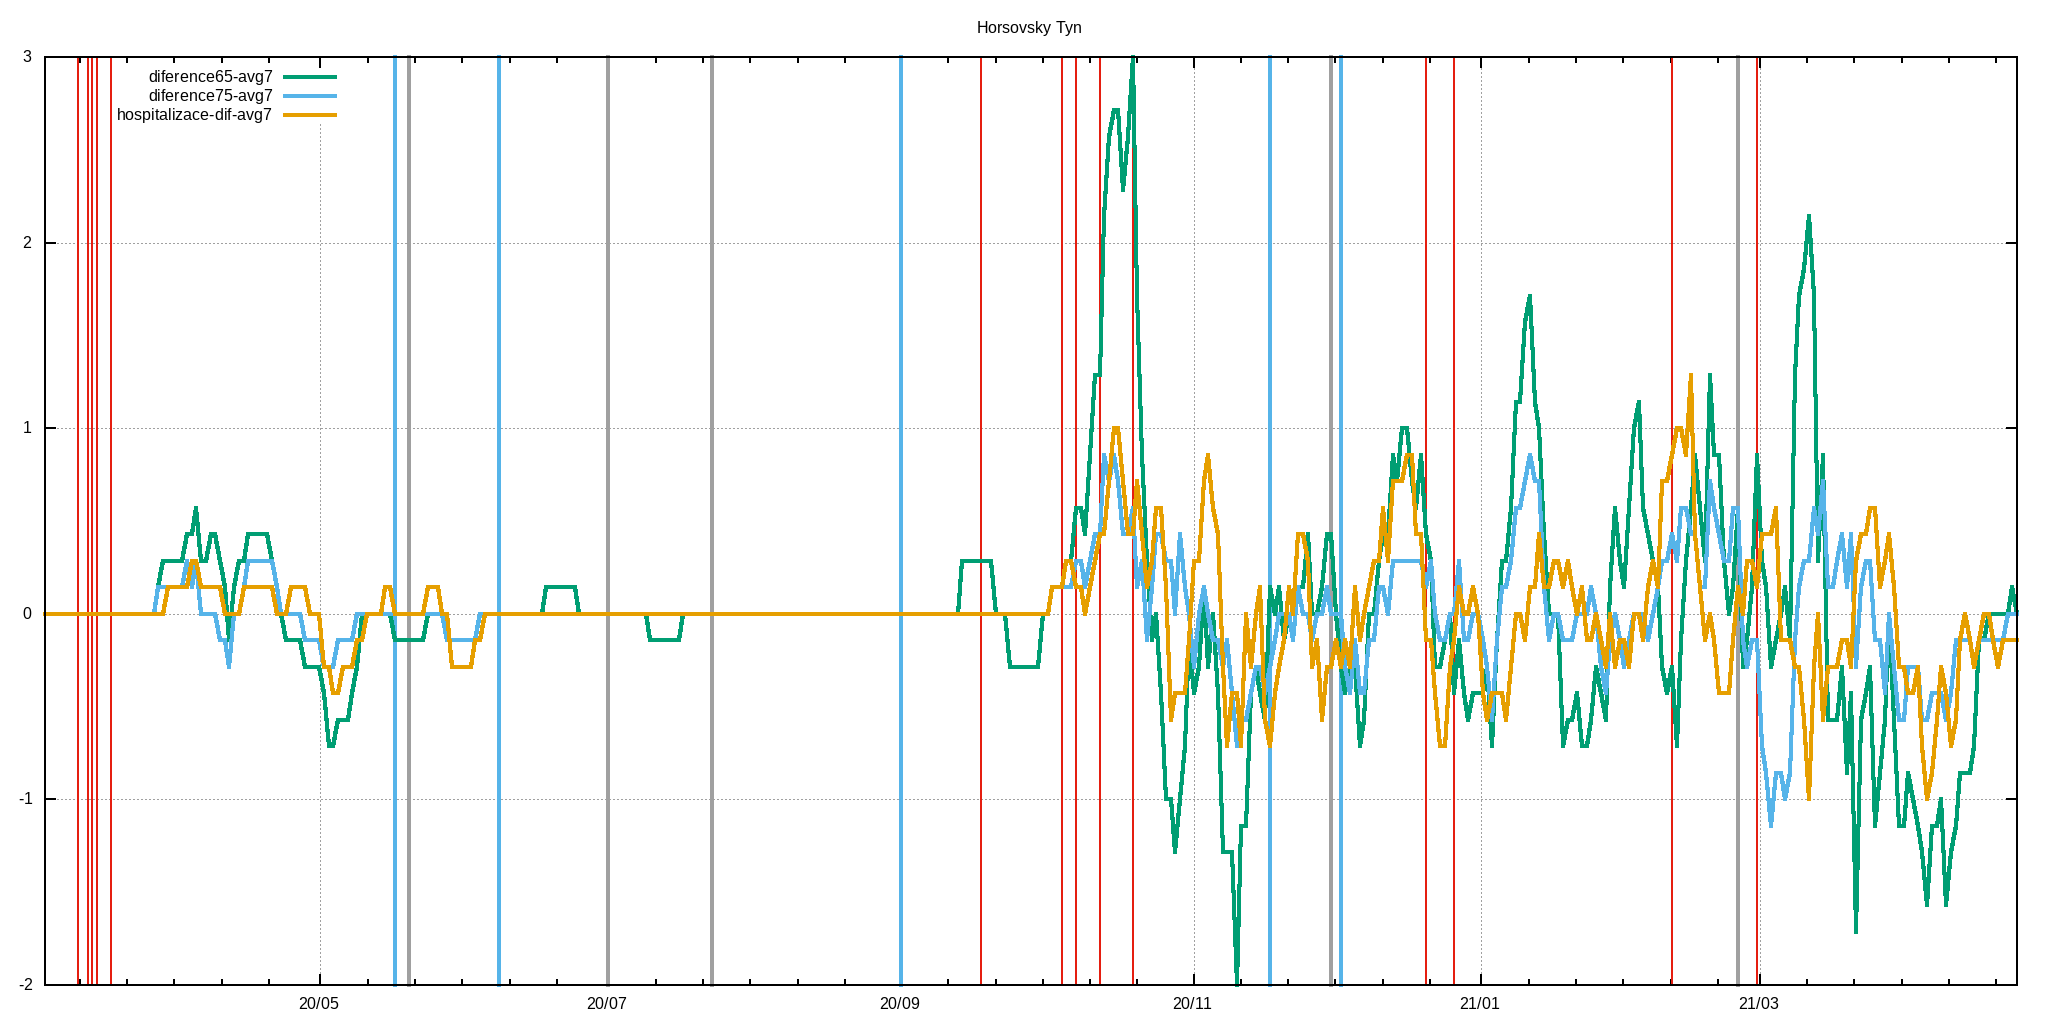 Horsovsky Tyn
3
diference65-avg7
diference75-avg7
hospitalizace-dif-avg7
2
1
0
-1
-2
20/05 20/07 20/09 20/11 21/01 21/03